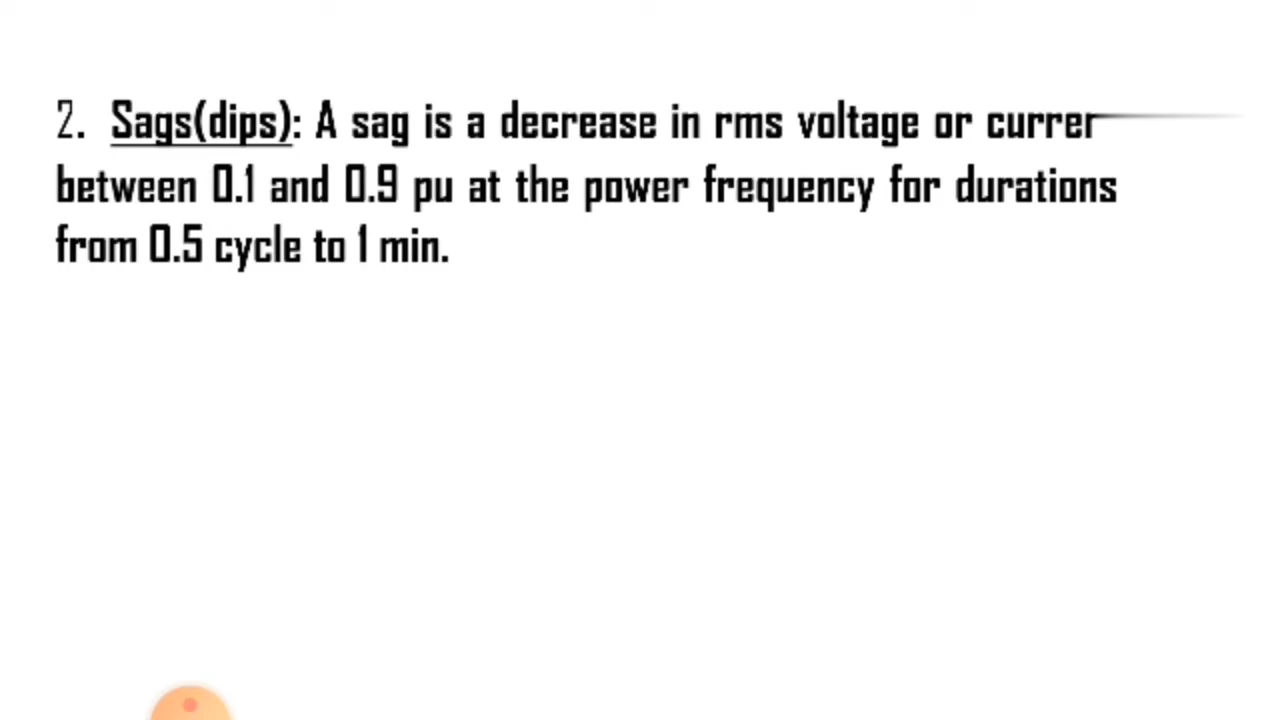 2. Sags(dips): A sag is a decrease in rms voltage or
between 0.1 and 0.9 pu at the power frequency for durations
from 0.5 cycle to 1 min.